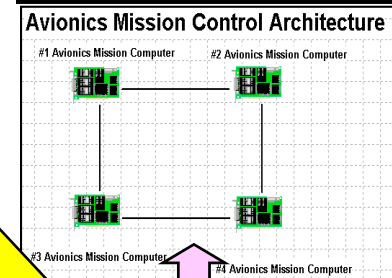 Avionics Mission Control Architecture
#1 Avionics Mission Computer
#2 Avionics Mission Computer
#3 Avionics Mission Computer
#4 Avionics Mission Computer